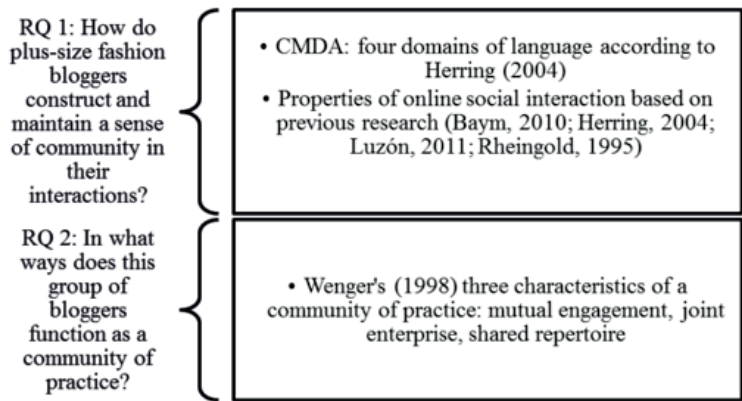 RQ 1: How do
plus-size fashion
bloggers
construct and
maintain a sense
of community in
their
interactions?
• CMDA: four domains of language according to
Herring (2004)
• Properties of online social interaction based on
previous research (Baym, 2010; Herring, 2004;
Luzón, 2011; Rheingold, 1995)
RQ 2: In what
ways does this
group of
bloggers
function as a
community of
practice?
• Wenger's (1998) three characteristics of a
community of practice: mutual engagement, joint
enterprise, shared repertoire